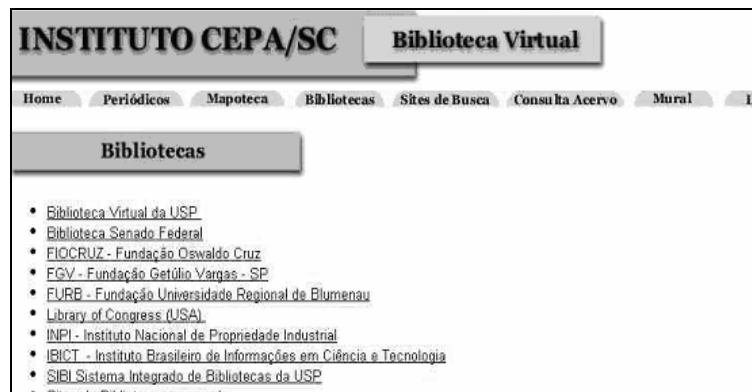 INSTITUTO CEPA/SC Biblioteca Virtual
Home Periódicos Mapoteca Bibliotecas Sites de Busca Consulta Acervo Mural
Bibliotecas
• Biblioteca Virtual da USP
• Biblioteca Senado Federal
• FIOCRUZ - Fundação Oswaldo Cruz
• FGV - Fundação Getúlio Vargas - SP
• FURB - Fundação Universidade Regional de Blumenau
• Library of Congress (USA)
• INPI - Instituto Nacional de Propriedade Industrial
• IBICT - Instituto Brasileiro de Informações em Ciência e Tecnologia
• SIBI Sistema Integrado de Bibliotecas da USP